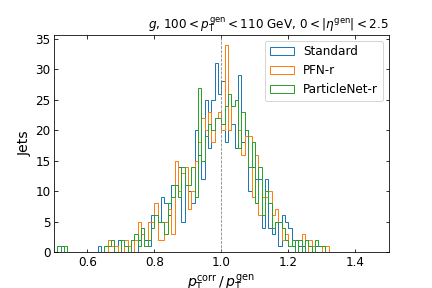 g, 100 < p_T^gen < 110 GeV, 0 < |η^gen| < 2.5
35
30
25
20
15
10
5
0
Jets
Standard
PFN-r
ParticleNet-r
0.6 0.8 1.0 1.2 1.4
p_T^corr / p_T^gen